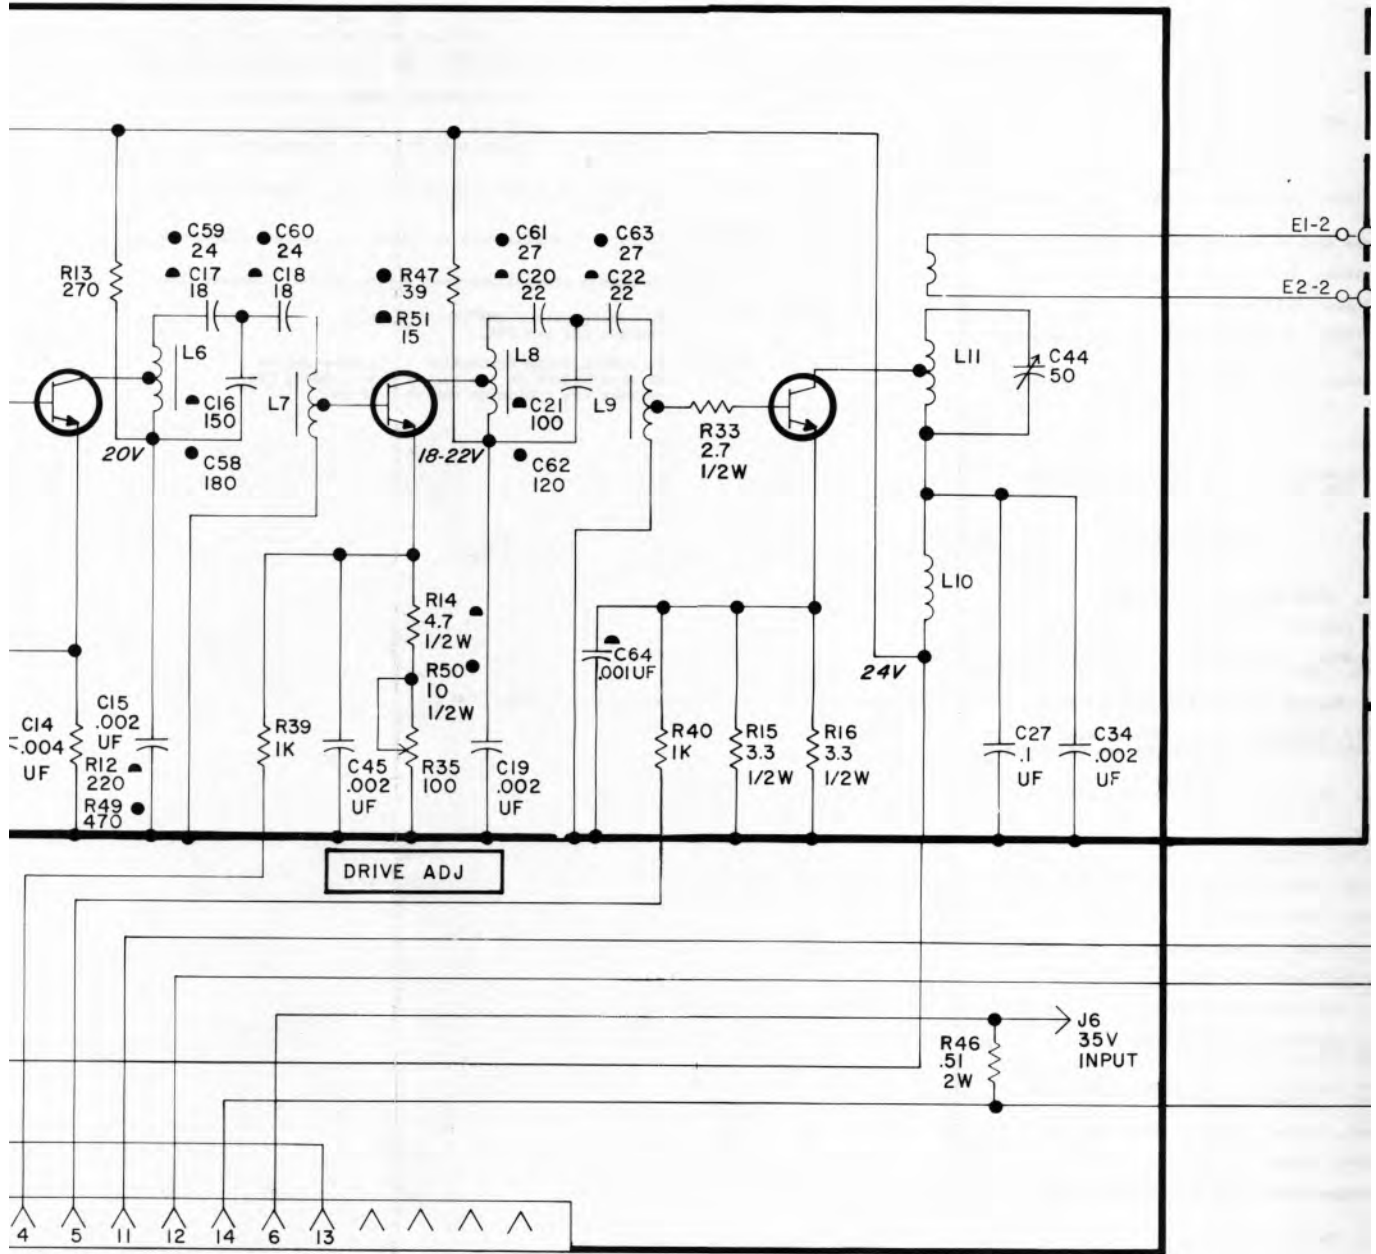 E1-2
E2-2
C59
24
C60
24
C61
27
C63
27
R13
270
C17
18
C18
18
R47
39
C20
22
C22
22
R51
15
L6
L8
L11
C44
50
C16
150
L7
C21
100
L9
R33
2.7
1/2W
20V
C58
180
18-22V
C62
120
L10
R14
4.7
1/2W
R50
10
1/2W
C64
.001UF
24V
C14
.004
UF
C15
.002
UF
R12
220
R49
470
R39
1K
C45
.002
UF
R35
100
C19
.002
UF
R40
1K
R15
3.3
1/2W
R16
3.3
1/2W
C27
.1
UF
C34
.002
UF
DRIVE ADJ
J6
35V
INPUT
R46
.51
2W
4 5 11 12 14 6 13